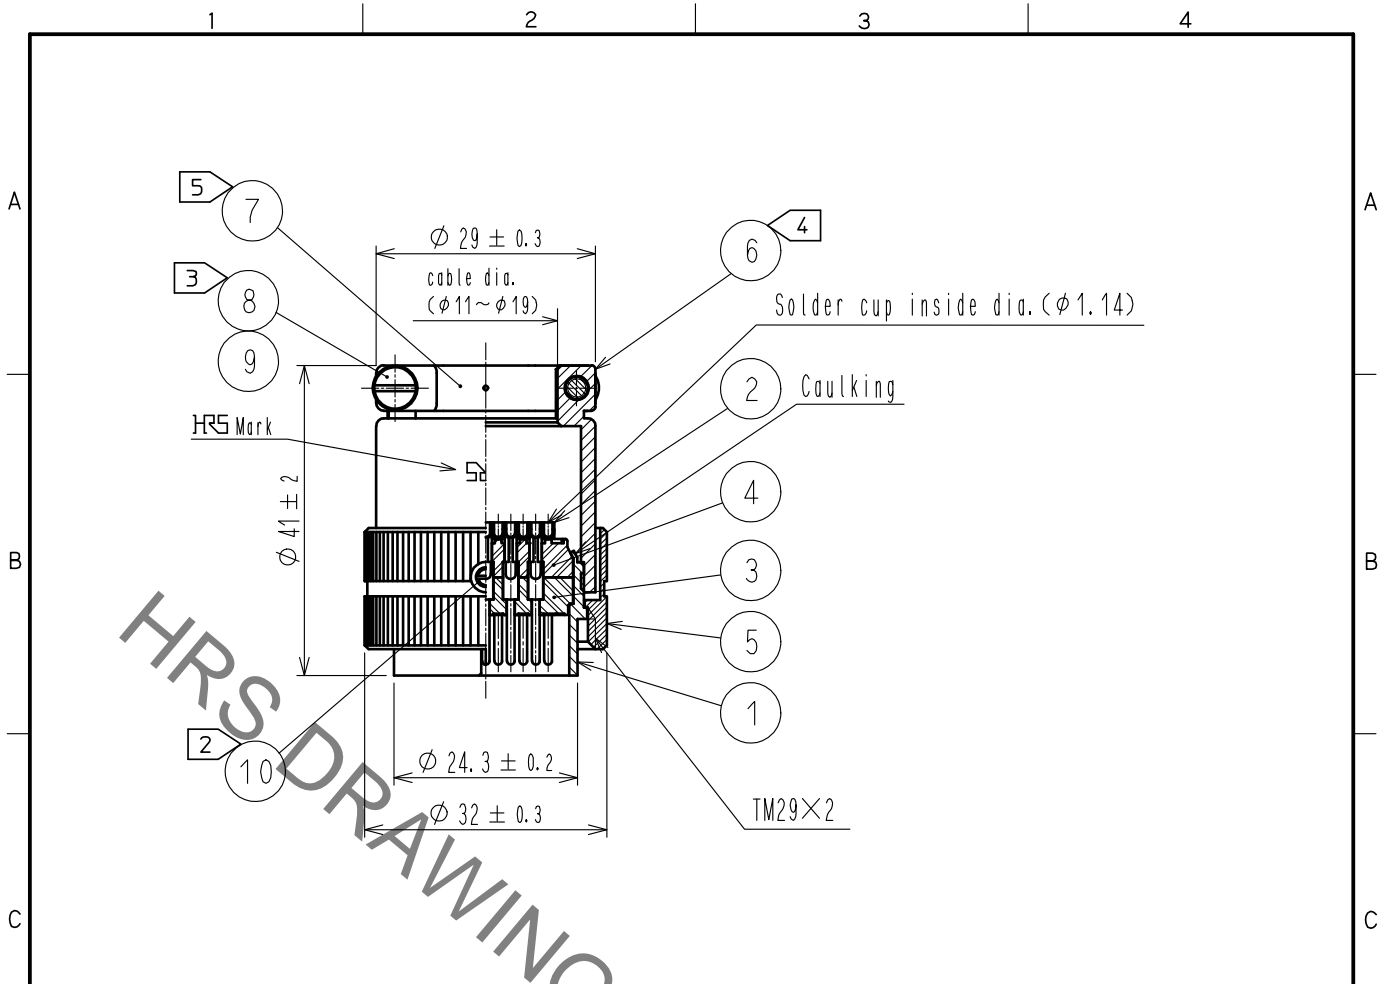 1 2 3 4
A A
5
7
4
6
φ 29 ± 0.3
3
8
cable dia.
(φ11~φ19)
Solder cup inside dia.(φ1.14)
9
2
Caulking
HRS Mark
4
φ 41 ± 2
B B
3
5
1
2
10
φ 24.3 ± 0.2
φ 32 ± 0.3
TM29×2
HRS DRAWING
C C